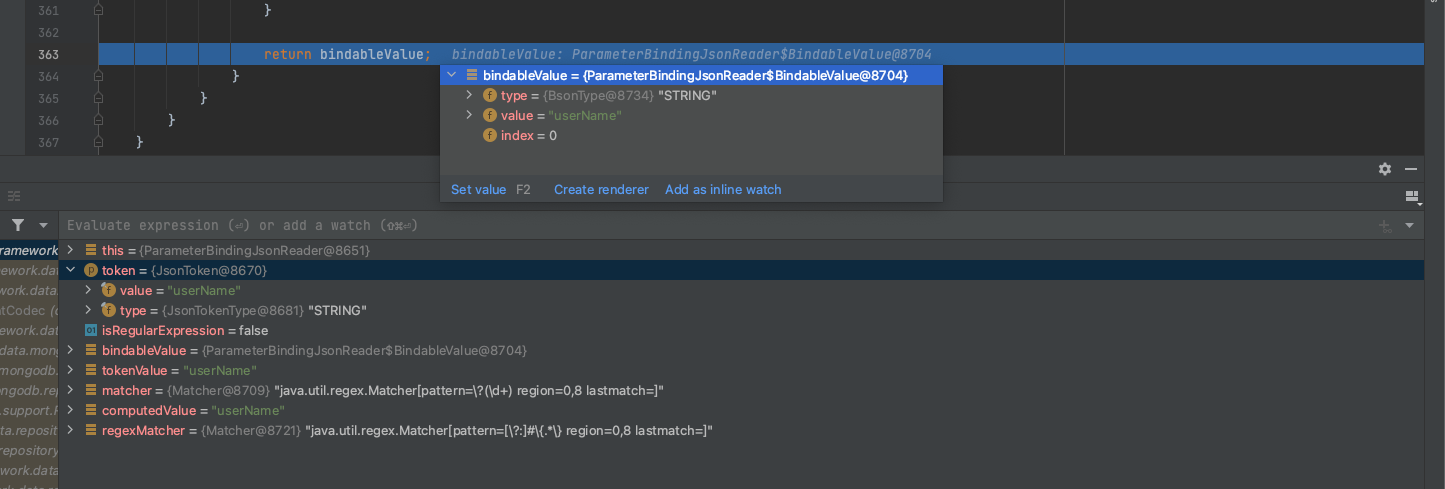 361 }
362
363 return bindableValue; bindableValue: ParameterBindingJsonReader$BindableValue@8704
364 }
365 }
366 }
367 }
bindableValue = {ParameterBindingJsonReader$BindableValue@8704}
type = {BsonType@8734} "STRING"
value = "userName"
index = 0
Set value F2 Create renderer Add as inline watch
Evaluate expression (⏎) or add a watch (⇧⌘⏎)
ramework this = {ParameterBindingJsonReader@8651}
ework.da token = {JsonToken@8670}
work.data value = "userName"
tCodec (c type = {JsonTokenType@8681} "STRING"
ework.da isRegularExpression = false
data.mong bindableValue = {ParameterBindingJsonReader$BindableValue@8704}
mongodb. tokenValue = "userName"
ngodb.rep matcher = {Matcher@8709} "java.util.regex.Matcher[pattern=\?(\d+) region=0,8 lastmatch=]"
.support.R computedValue = "userName"
ta.reposit regexMatcher = {Matcher@8721} "java.util.regex.Matcher[pattern=[\?:]#\{.*\} region=0,8 lastmatch=]"
repository
work.data